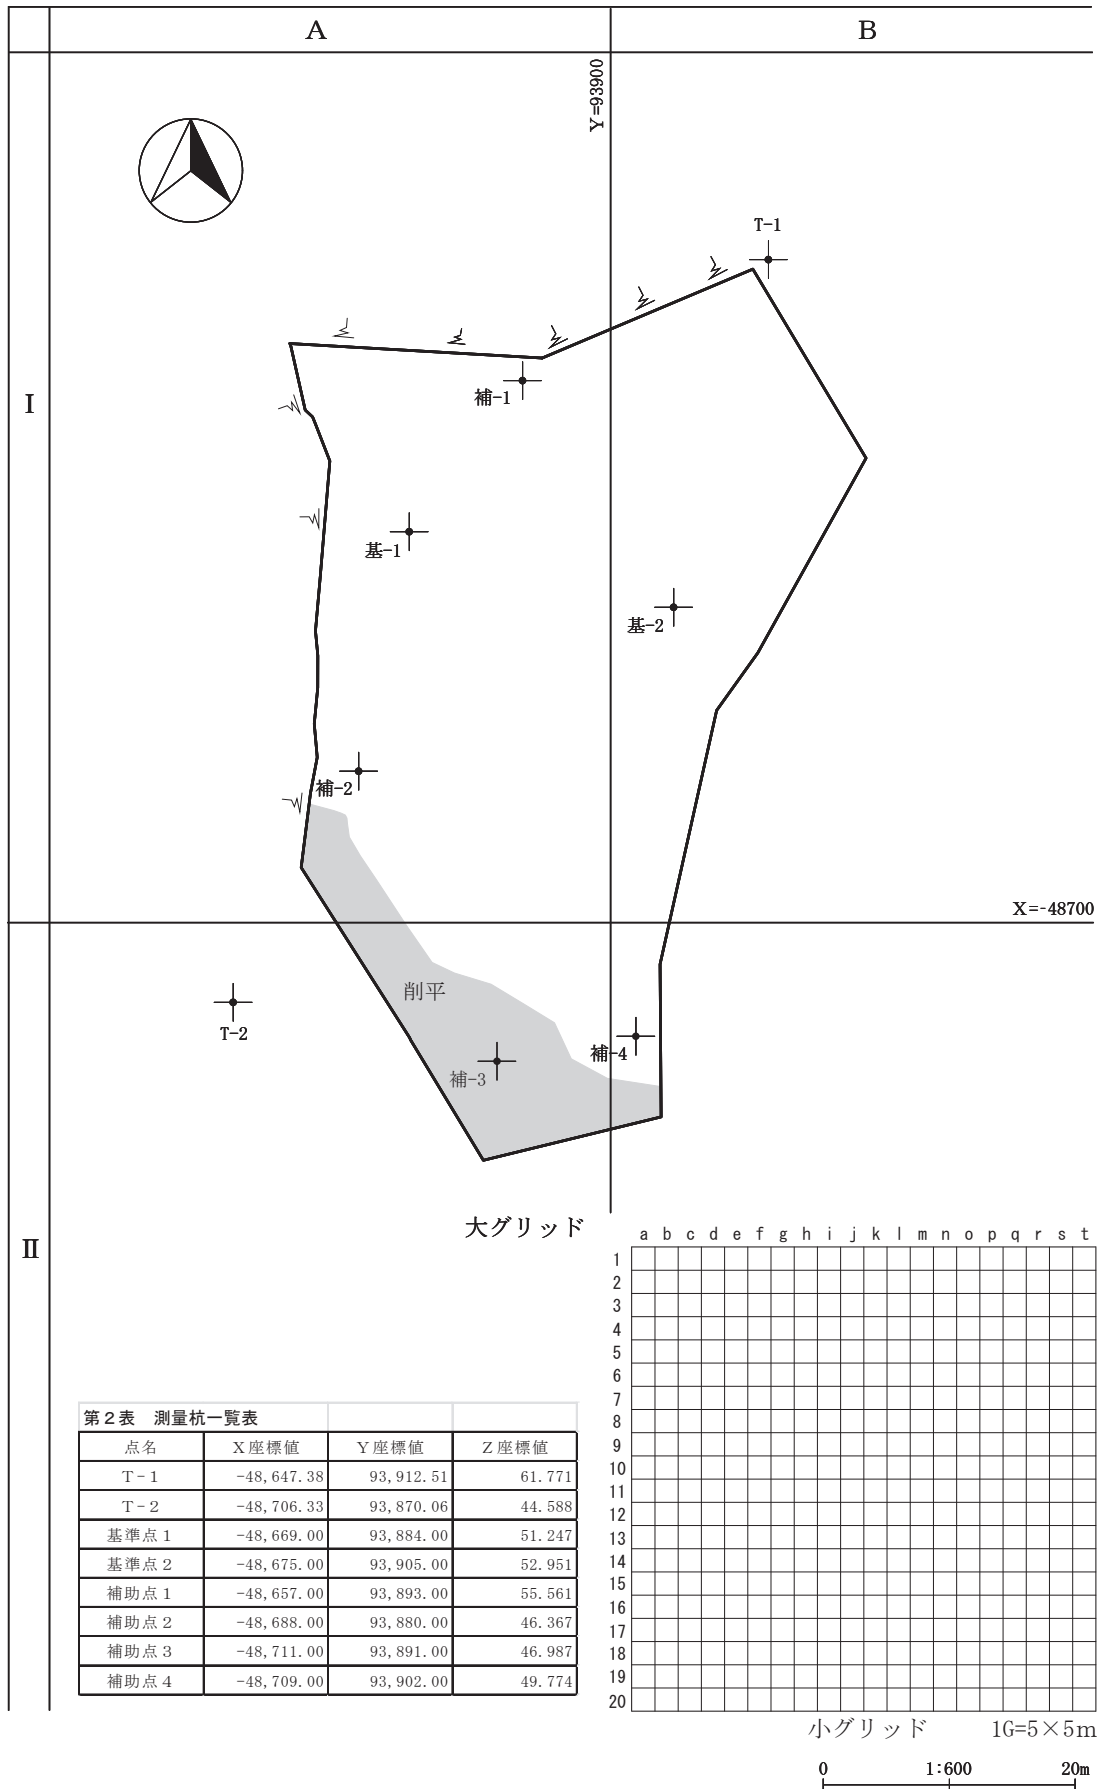 A
B
Y=93900
T-1
補-1
I
基-1
基-2
補-2
X=-48700
削平
T-2
補-4
補-3
大グリッド
II
a b c d e f g h i j k l m n o p q r s t
1
2
3
4
5
6
7
8
9
10
11
12
13
14
15
16
17
18
19
20
第2表 測量杭一覧表
点名 X座標値 Y座標値 Z座標値
T-1 -48,647.38 93,912.51 61.771
T-2 -48,706.33 93,870.06 44.588
基準点1 -48,669.00 93,884.00 51.247
基準点2 -48,675.00 93,905.00 52.951
補助点1 -48,657.00 93,893.00 55.561
補助点2 -48,688.00 93,880.00 46.367
補助点3 -48,711.00 93,891.00 46.987
補助点4 -48,709.00 93,902.00 49.774
小グリッド 1G=5×5m
0 1:600 20m